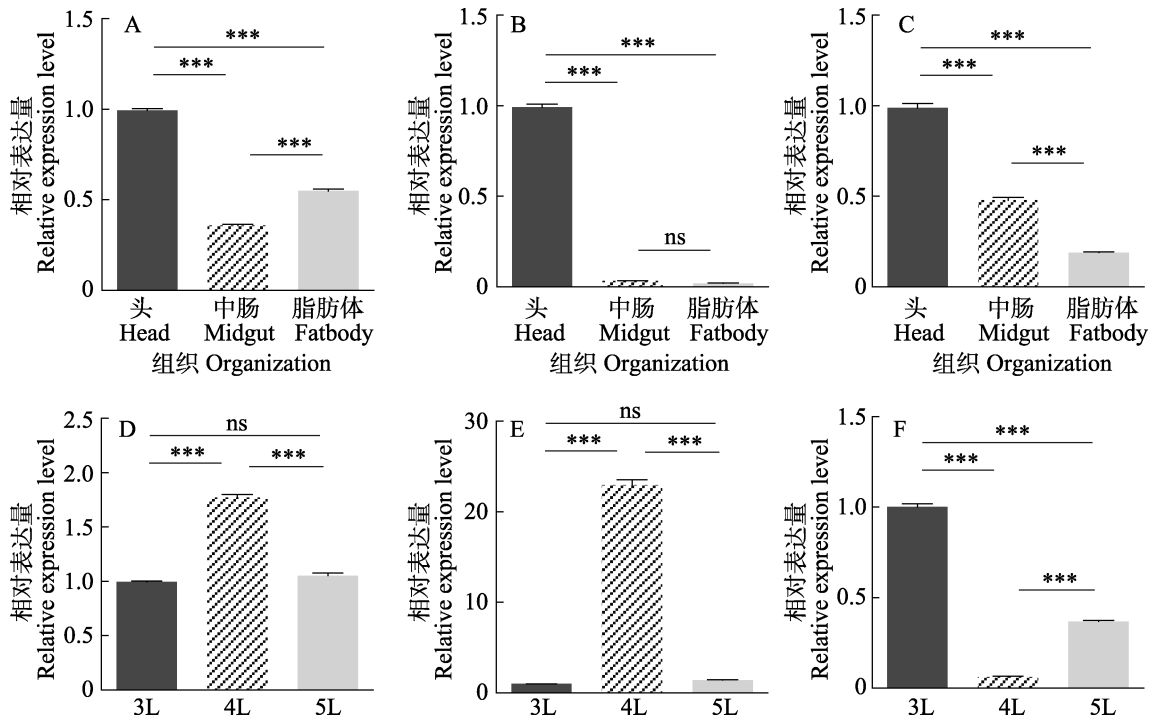 A
相对表达量
Relative expression level
1.5
1.0
0.5
0
***
***
***
头
Head
中肠
Midgut
脂肪体
Fatbody
组织 Organization
B
相对表达量
Relative expression level
1.5
1.0
0.5
0
***
***
ns
头
Head
中肠
Midgut
脂肪体
Fatbody
组织 Organization
C
相对表达量
Relative expression level
1.5
1.0
0.5
0
***
***
***
头
Head
中肠
Midgut
脂肪体
Fatbody
组织 Organization
D
相对表达量
Relative expression level
2.5
2.0
1.5
1.0
0.5
0
ns
***
***
3L
4L
5L
E
相对表达量
Relative expression level
30
20
10
0
ns
***
***
3L
4L
5L
F
相对表达量
Relative expression level
1.5
1.0
0.5
0
***
***
***
3L
4L
5L